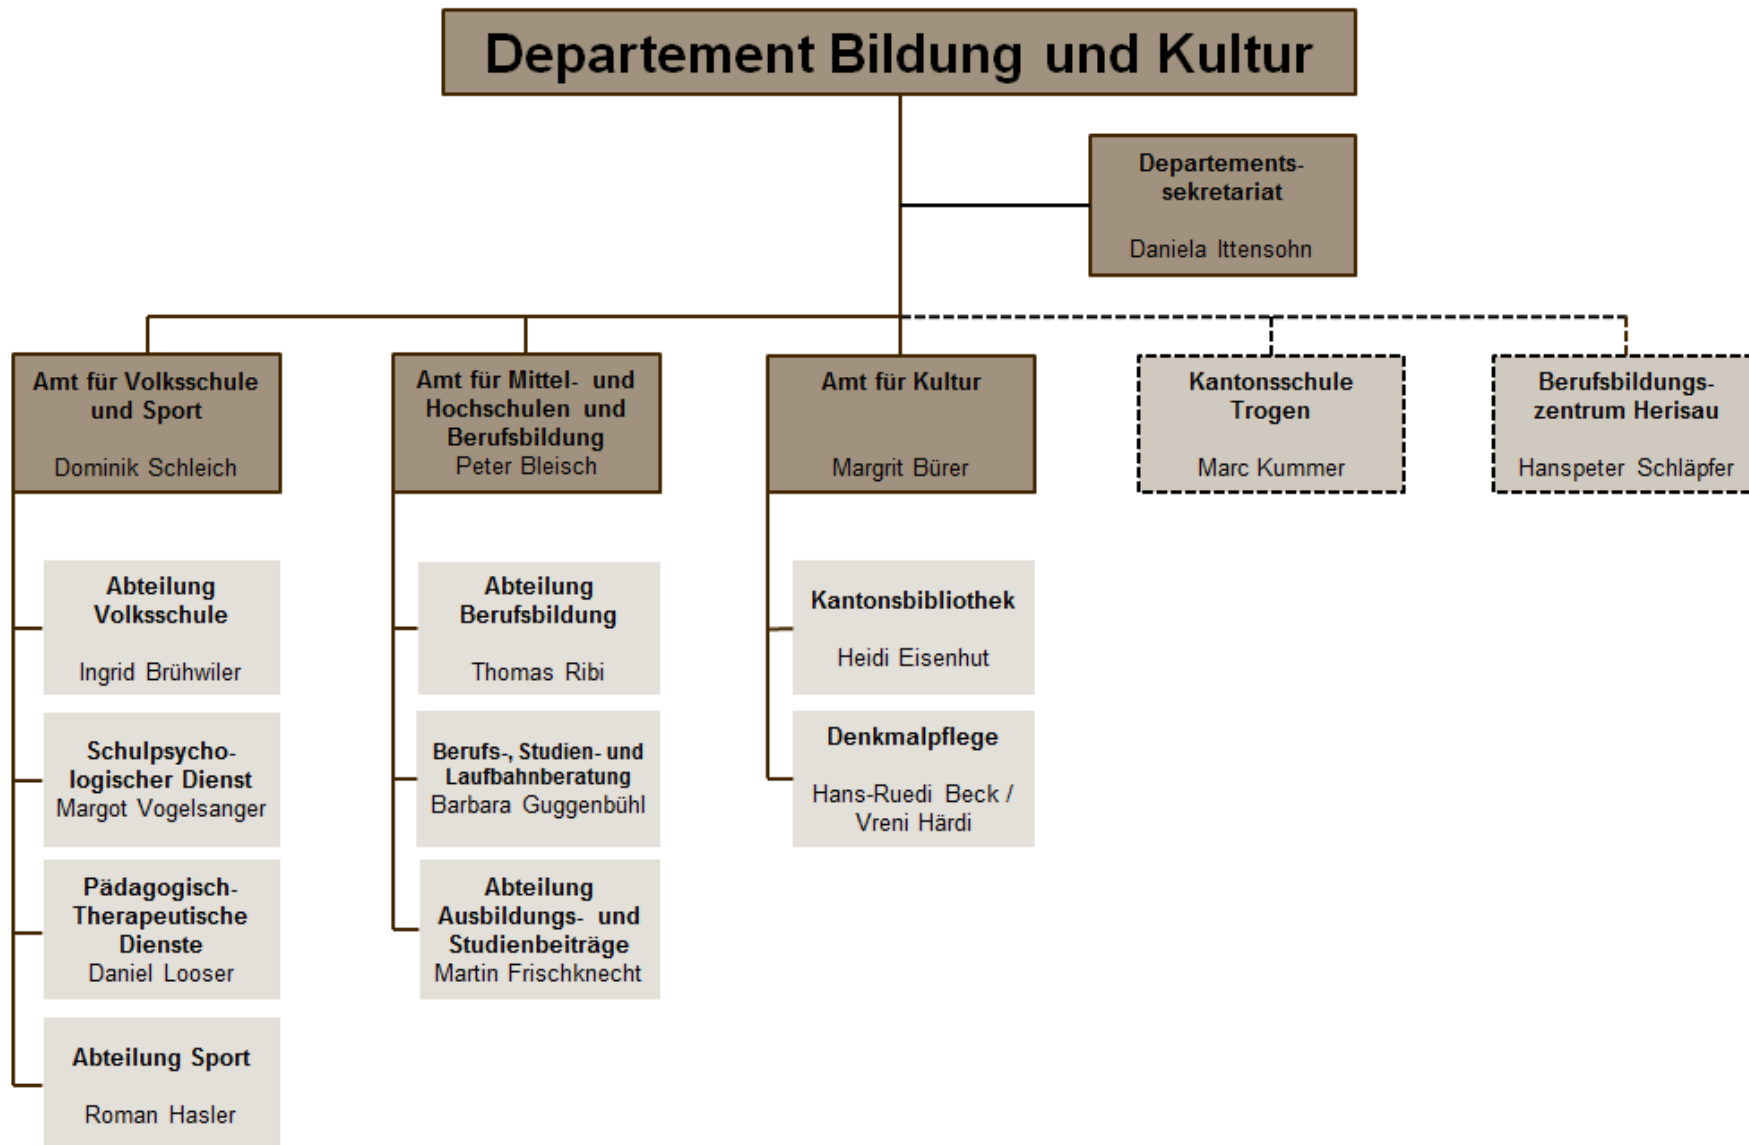 Departement Bildung und Kultur
Departements-
sekretariat
Daniela Ittensohn
Amt für Volksschule
und Sport
Dominik Schleich
Amt für Mittel- und
Hochschulen und
Berufsbildung
Peter Bleisch
Amt für Kultur
Margrit Bürer
Kantonsschule
Trogen
Marc Kummer
Berufsbildungs-
zentrum Herisau
Hanspeter Schläpfer
Abteilung
Volksschule
Ingrid Brühwiler
Schulpsycho-
logischer Dienst
Margot Vogelsanger
Pädagogisch-
Therapeutische
Dienste
Daniel Looser
Abteilung Sport
Roman Hasler
Abteilung
Berufsbildung
Thomas Ribi
Berufs-, Studien- und
Laufbahnberatung
Barbara Guggenbühl
Abteilung
Ausbildungs- und
Studienbeiträge
Martin Frischknecht
Kantonsbibliothek
Heidi Eisenhut
Denkmalpflege
Hans-Ruedi Beck /
Vreni Härdi